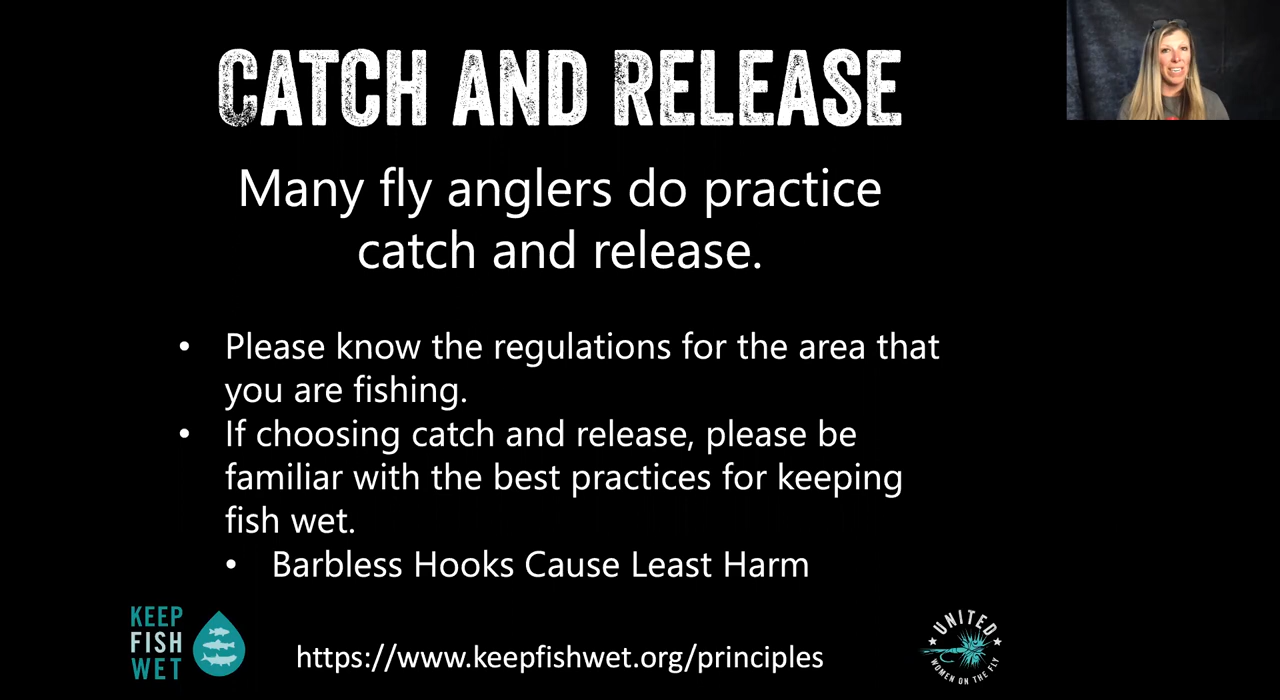 CATCH AND RELEASE
Many fly anglers do practice
catch and release.
• Please know the regulations for the area that
you are fishing.
• If choosing catch and release, please be
familiar with the best practices for keeping
fish wet.
• Barbless Hooks Cause Least Harm
KEEP
FISH
WET
https://www.keepfishwet.org/principles
UNITED
WOMEN ON THE FLY